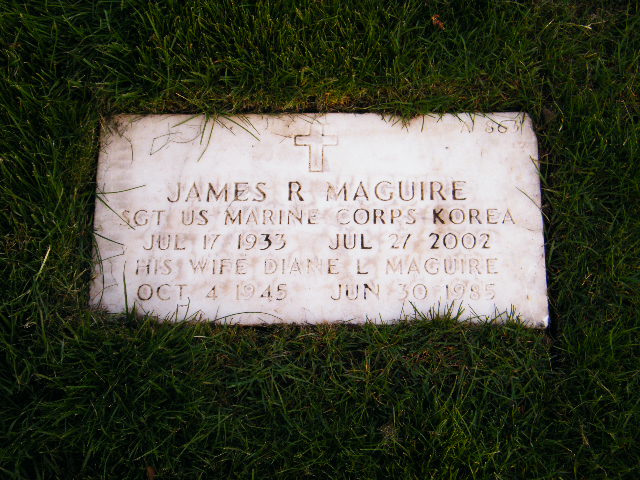 N 863
JAMES R MAGUIRE
SGT US MARINE CORPS KOREA
JUL 17 1933 JUL 27 2002
HIS WIFE DIANE L MAGUIRE
OCT 4 1945 JUN 30 1985